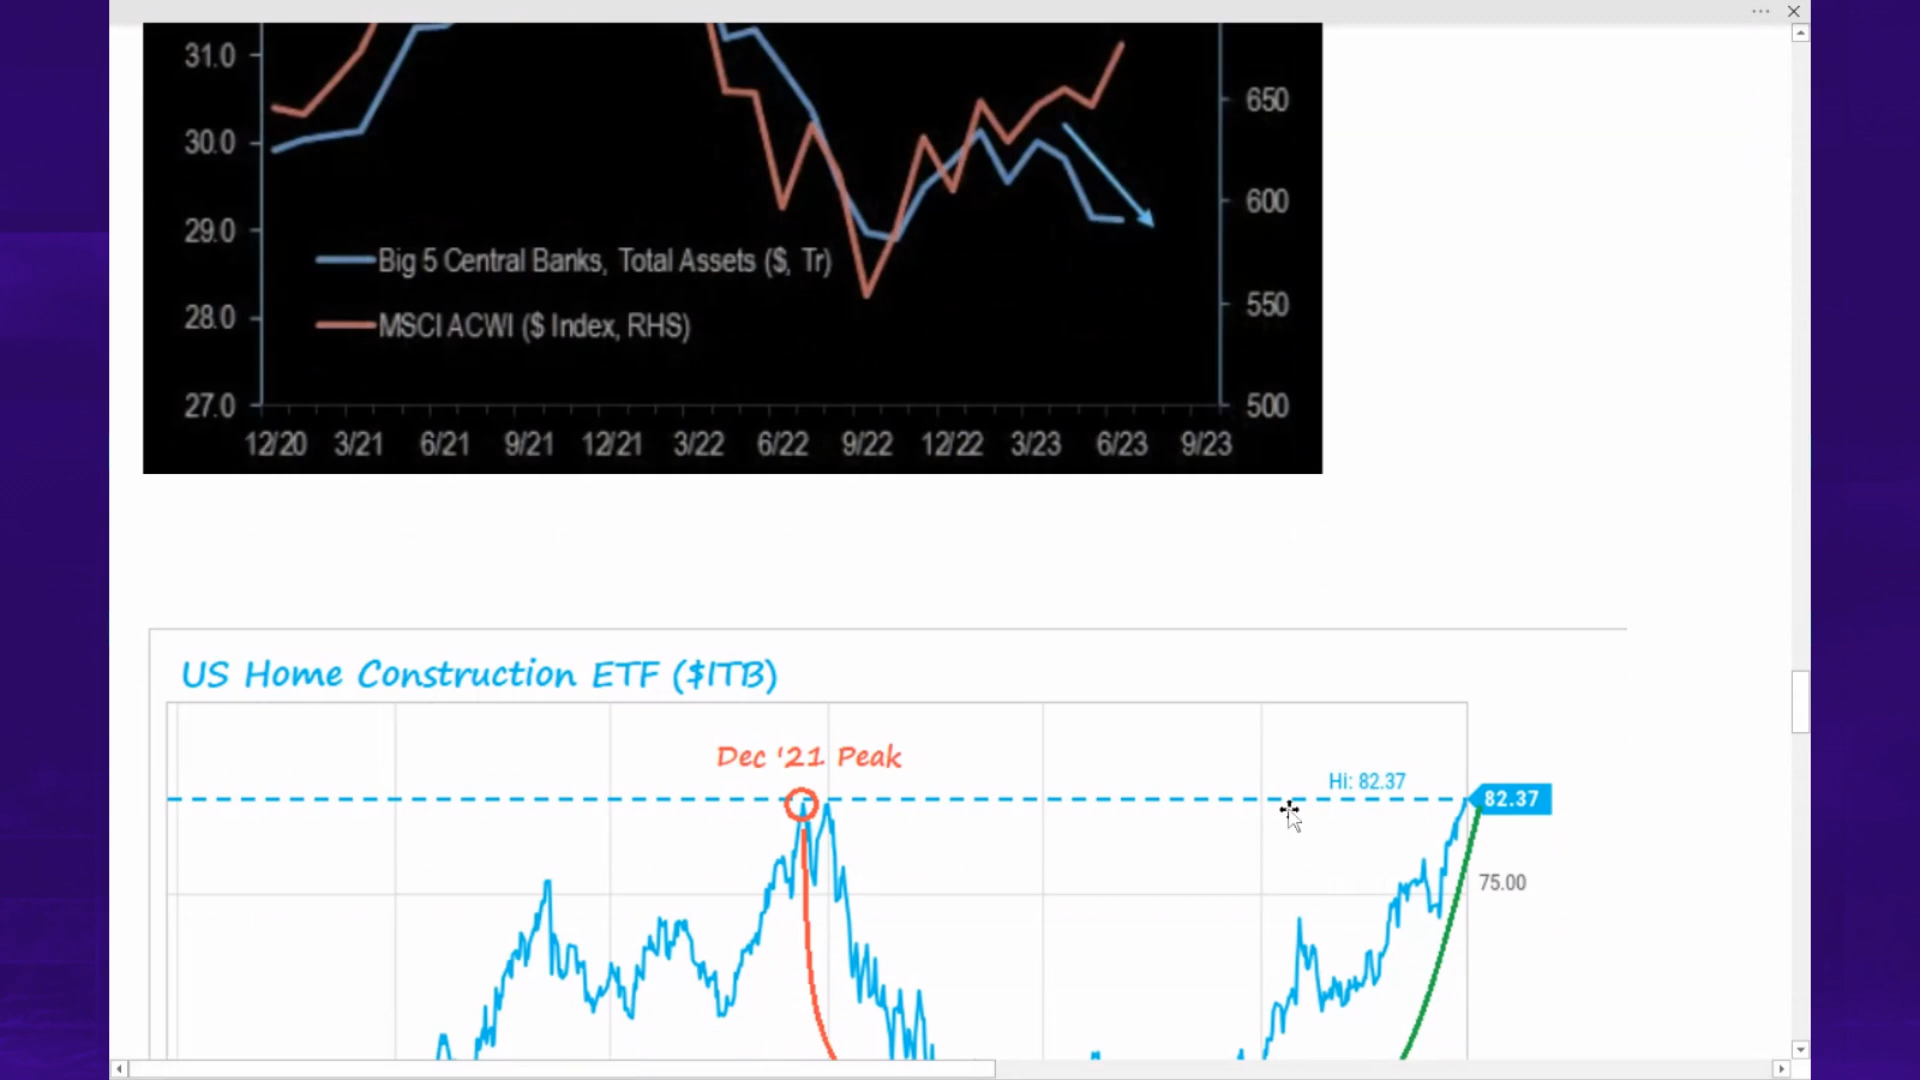 31.0
650
30.0
600
29.0
Big 5 Central Banks, Total Assets ($, Tr)
550
28.0
MSCI ACWI ($ Index, RHS)
27.0
500
12/20 3/21 6/21 9/21 12/21 3/22 6/22 9/22 12/22 3/23 6/23 9/23
US Home Construction ETF ($ITB)
Dec '21 Peak
Hi: 82.37
82.37
75.00